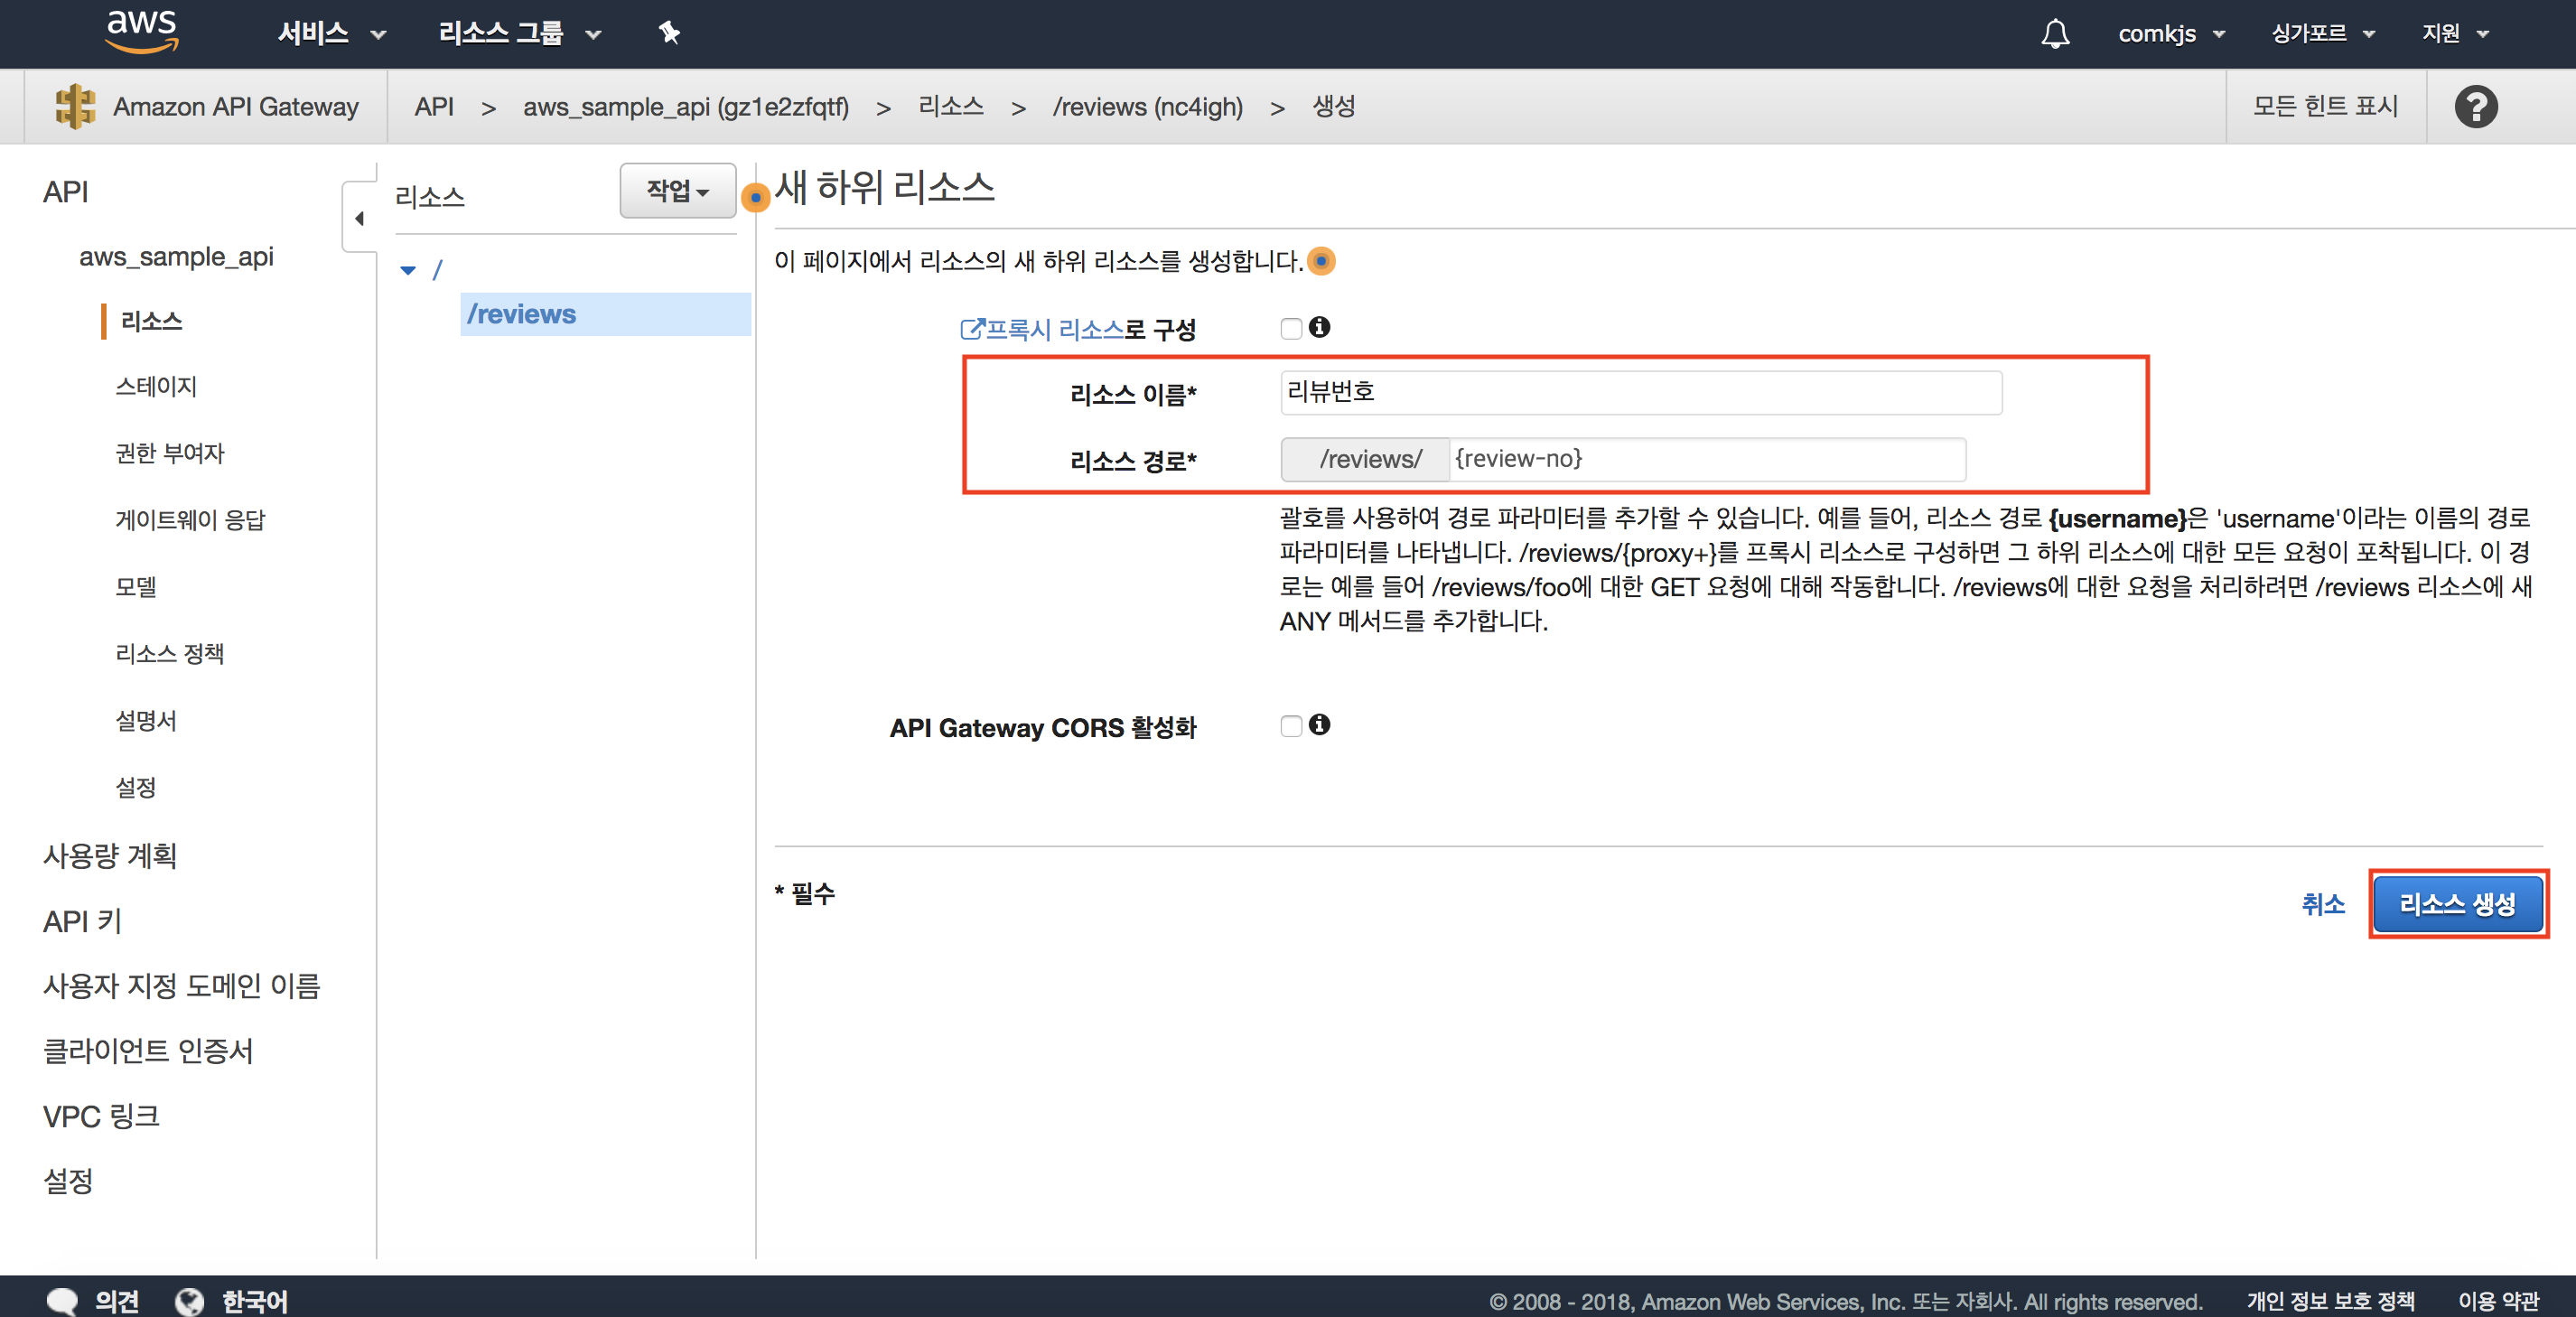 aws
서비스
리소스 그룹
comkjs
싱가포르
지원
Amazon API Gateway
API > aws_sample_api (gz1e2zfqtf) > 리소스 > /reviews (nc4igh) > 생성
모든 힌트 표시
API
aws_sample_api
리소스
스테이지
권한 부여자
게이트웨이 응답
모델
리소스 정책
설명서
설정
사용량 계획
API 키
사용자 지정 도메인 이름
클라이언트 인증서
VPC 링크
설정
리소스
작업
/
/reviews
새 하위 리소스
이 페이지에서 리소스의 새 하위 리소스를 생성합니다.
프록시 리소스로 구성
리소스 이름* 리뷰번호
리소스 경로* /reviews/ {review-no}
괄호를 사용하여 경로 파라미터를 추가할 수 있습니다. 예를 들어, 리소스 경로 {username}은 'username'이라는 이름의 경로
파라미터를 나타냅니다. /reviews/{proxy+}를 프록시 리소스로 구성하면 그 하위 리소스에 대한 모든 요청이 포착됩니다. 이 경
로는 예를 들어 /reviews/foo에 대한 GET 요청에 대해 작동합니다. /reviews에 대한 요청을 처리하려면 /reviews 리소스에 새
ANY 메서드를 추가합니다.
API Gateway CORS 활성화
* 필수
취소
리소스 생성
의견
한국어
© 2008 - 2018, Amazon Web Services, Inc. 또는 자회사. All rights reserved.
개인 정보 보호 정책
이용 약관